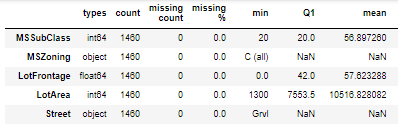 types count missing count missing % min Q1 mean
MSSubClass int64 1460 0 0.0 20 20.0 56.897260
MSZoning object 1460 0 0.0 C (all) NaN NaN
LotFrontage float64 1460 0 0.0 0.0 42.0 57.623288
LotArea int64 1460 0 0.0 1300 7553.5 10516.828082
Street object 1460 0 0.0 Grvl NaN NaN